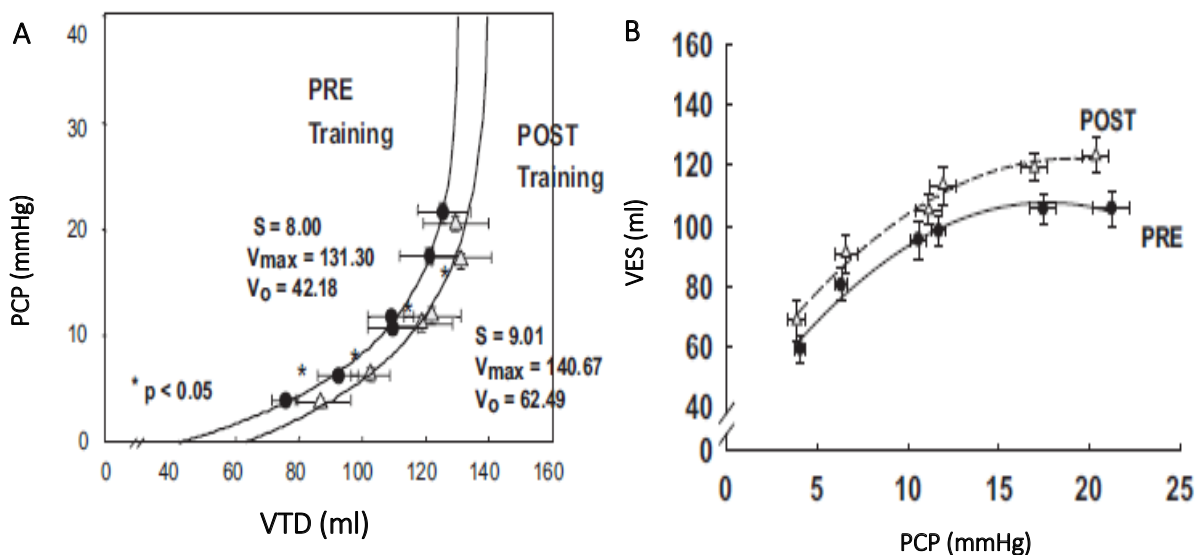 A
40
30
20
10
0
PCP (mmHg)
PRE
Training
POST
Training
S = 8.00
Vmax = 131.30
Vo = 42.18
S = 9.01
Vmax = 140.67
Vo = 62.49
*
*
*
*
* p < 0.05
0 40 60 80 100 120 140 160
VTD (ml)
B
160
140
120
100
80
60
40
0
VES (ml)
POST
PRE
0 5 10 15 20 25
PCP (mmHg)